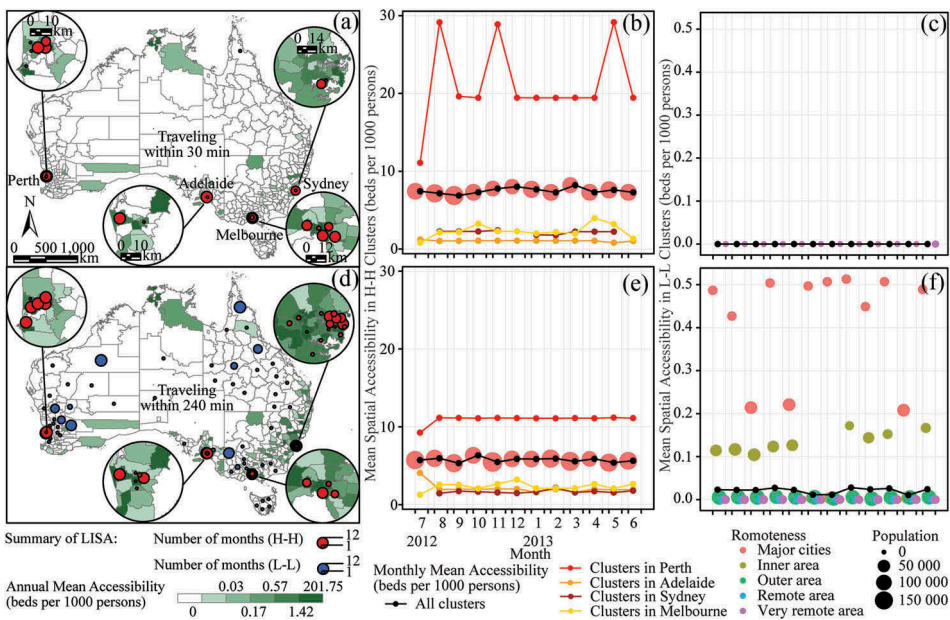 (a)
0 10
km
0 14
km
Traveling
within 30 min
Perth
Adelaide
Sydney
Melbourne
N
0 500 1,000
km
0 10
km
0 12
km
(b)
30
20
10
0
Clusters (beds per 1000 persons)
(c)
0.5
0.4
0.3
0.2
0.1
0.0
Clusters (beds per 1000 persons)
(d)
Traveling
within 240 min
(e)
30
20
10
0
Mean Spatial Accessibility in H-H
7 8 9 10 11 12 1 2 3 4 5 6
2012 2013
Month
(f)
0.5
0.4
0.3
0.2
0.1
0.0
Mean Spatial Accessibility in L-L
Summary of LISA:
Number of months (H-H)
12
1
Number of months (L-L)
12
1
Annual Mean Accessibility
(beds per 1000 persons)
0.03 0.57 201.75
0 0.17 1.42
Monthly Mean Accessibility
(beds per 1000 persons)
All clusters
Clusters in Perth
Clusters in Adelaide
Clusters in Sydney
Clusters in Melbourne
Romoteness
Major cities
Inner area
Outer area
Remote area
Very remote area
Population
0
50 000
100 000
150 000